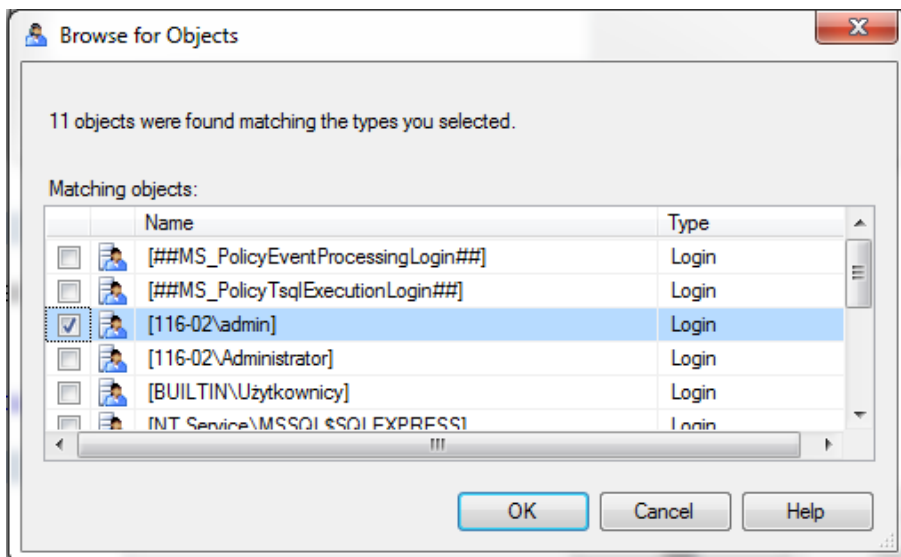 Browse for Objects
11 objects were found matching the types you selected.
Matching objects:
Name Type
[##MS_PolicyEventProcessingLogin##] Login
[##MS_PolicyTsqlExecutionLogin##] Login
[116-02\admin] Login
[116-02\Administrator] Login
[BUILTIN\Użytkownicy] Login
[NT Service\MSSQL$SQLEXPRESS] Login
OK Cancel Help